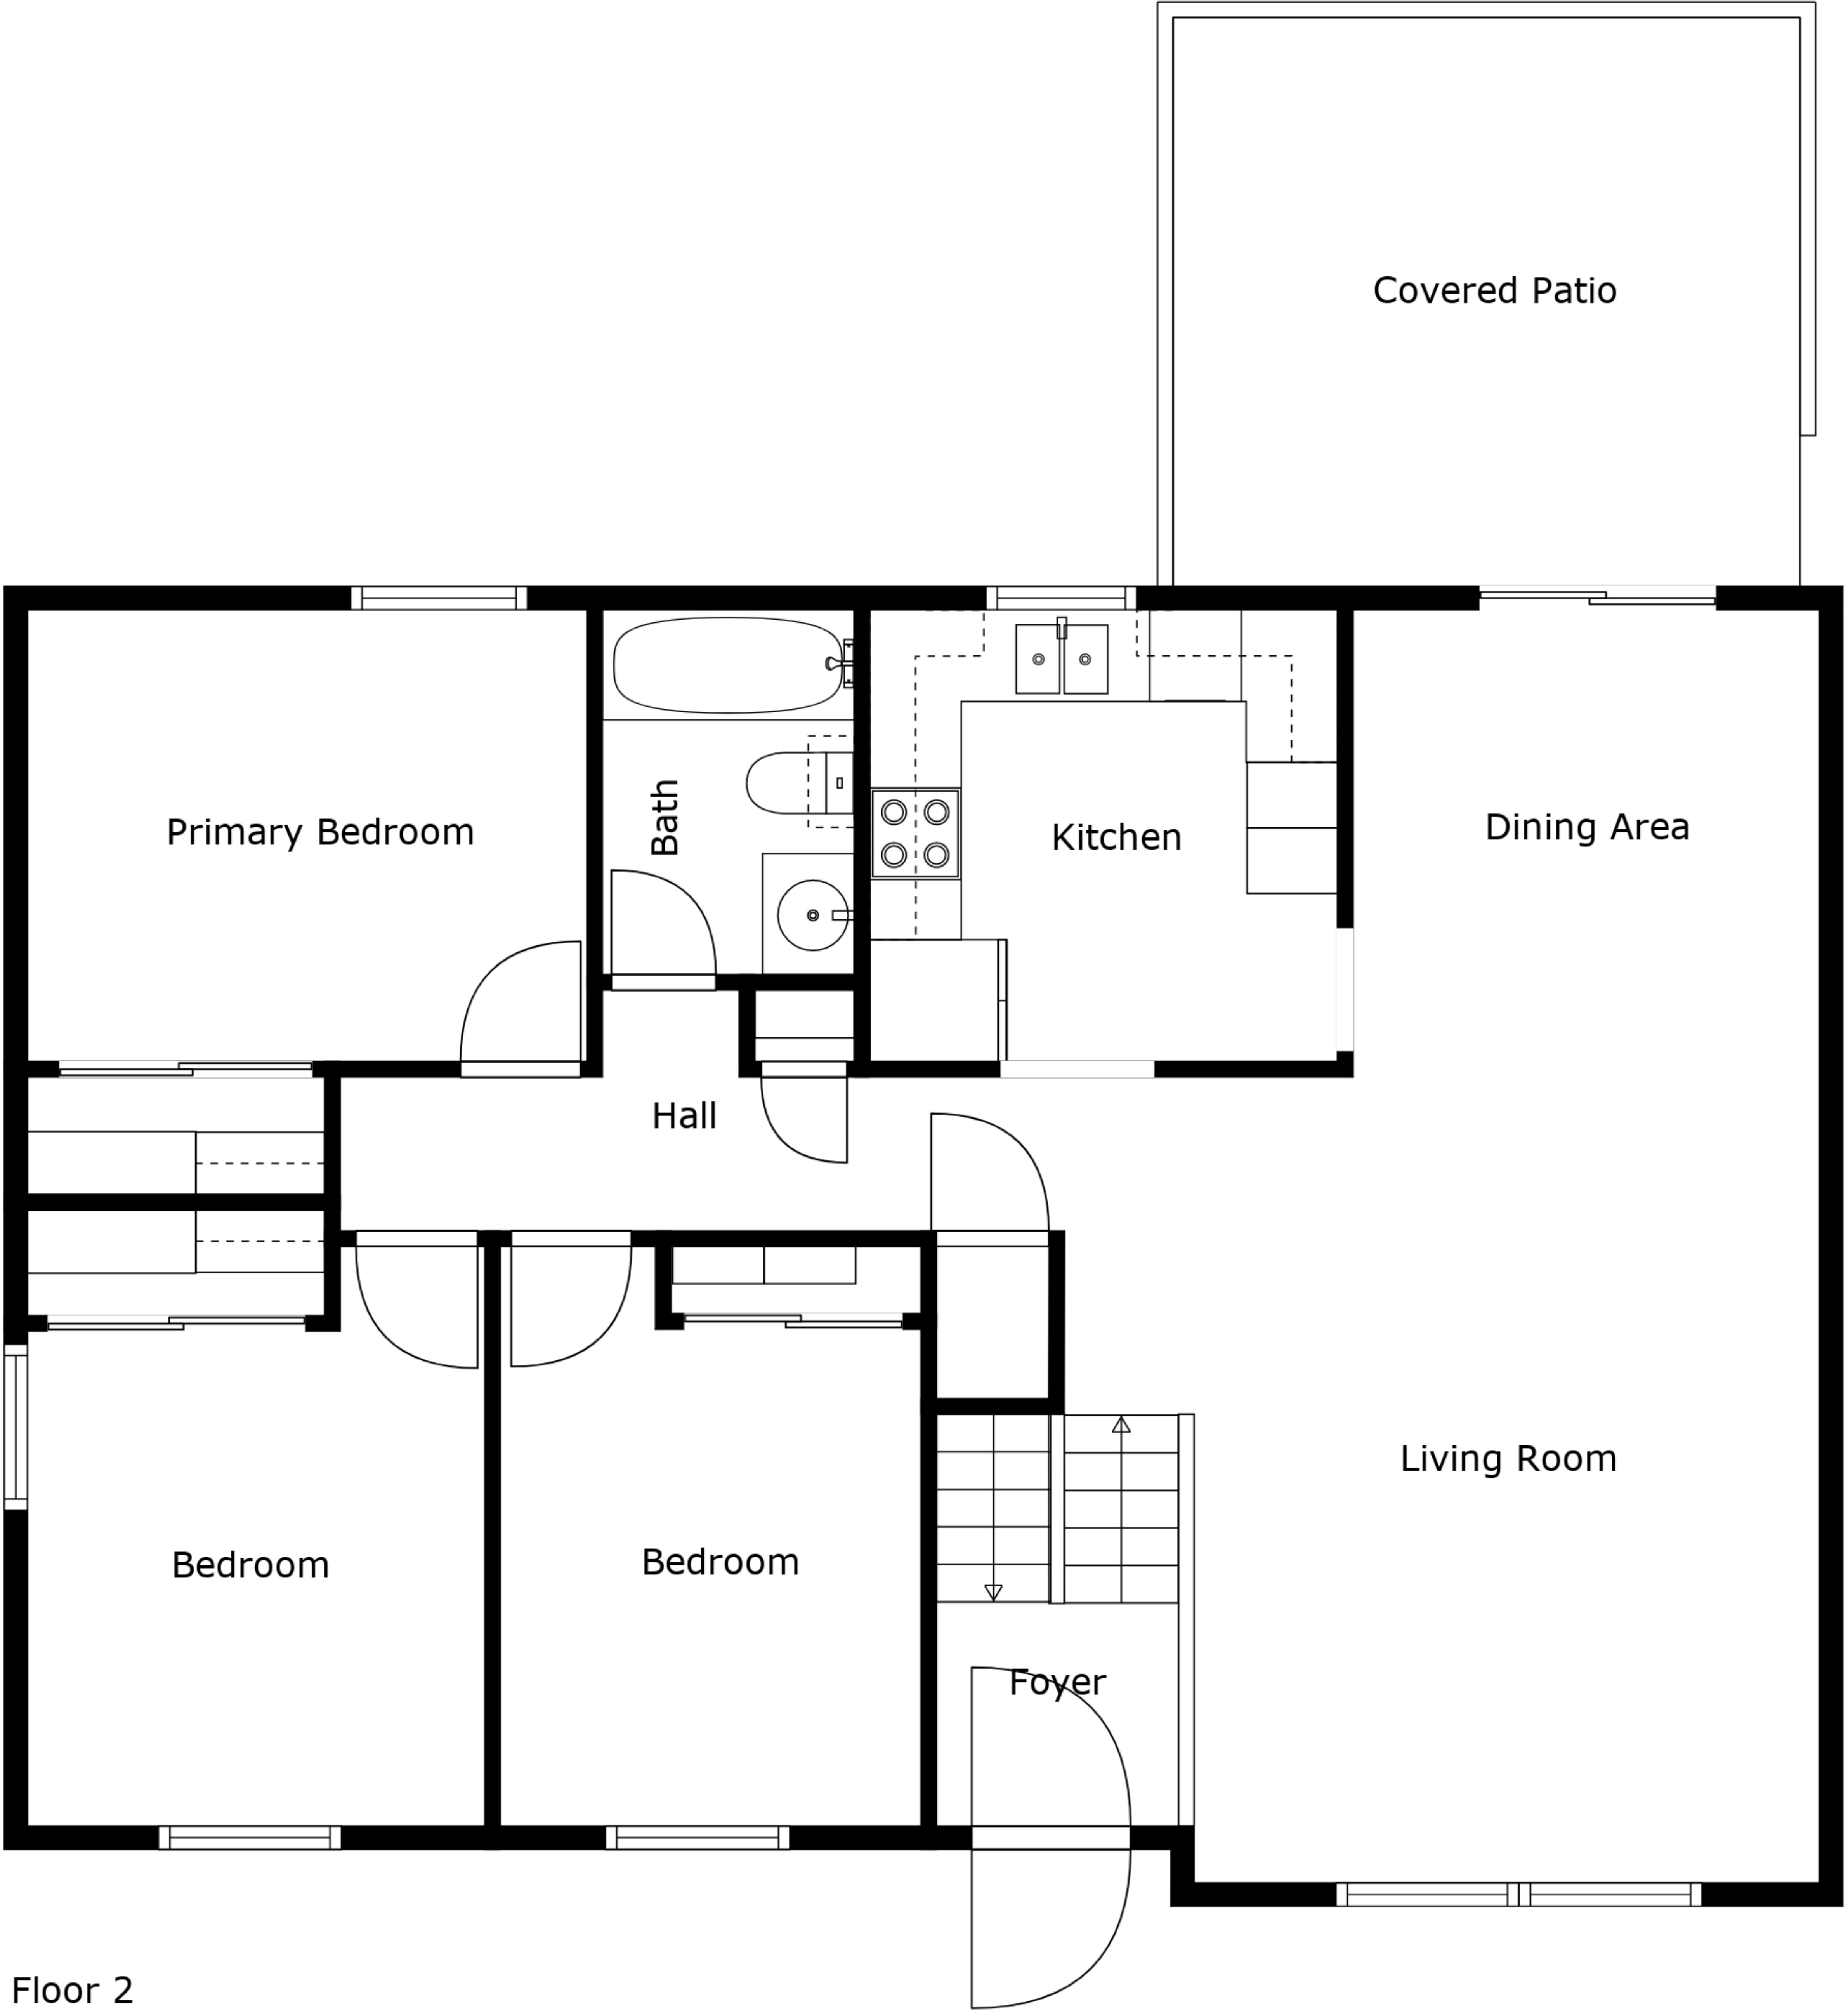 Covered Patio
Primary Bedroom
Bath
Kitchen
Dining Area
Hall
Living Room
Bedroom
Bedroom
Foyer
Floor 2